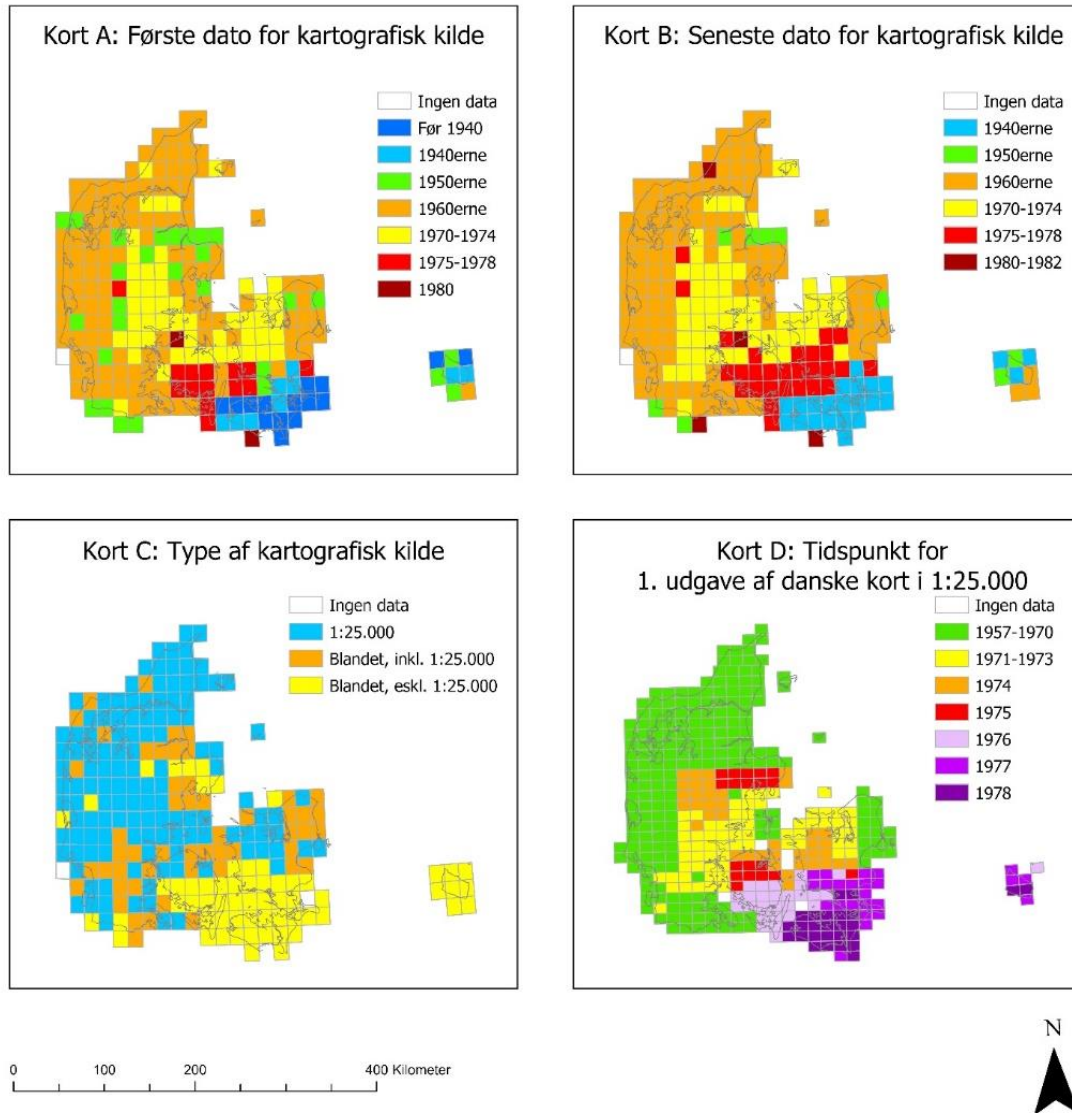 Kort A: Første dato for kartografisk kilde
Ingen data
Før 1940
1940erne
1950erne
1960erne
1970-1974
1975-1978
1980
Kort B: Seneste dato for kartografisk kilde
Ingen data
1940erne
1950erne
1960erne
1970-1974
1975-1978
1980-1982
Kort C: Type af kartografisk kilde
Ingen data
1:25.000
Blandet, inkl. 1:25.000
Blandet, eskl. 1:25.000
Kort D: Tidspunkt for
1. udgave af danske kort i 1:25.000
Ingen data
1957-1970
1971-1973
1974
1975
1976
1977
1978
N
0 100 200 400 Kilometer